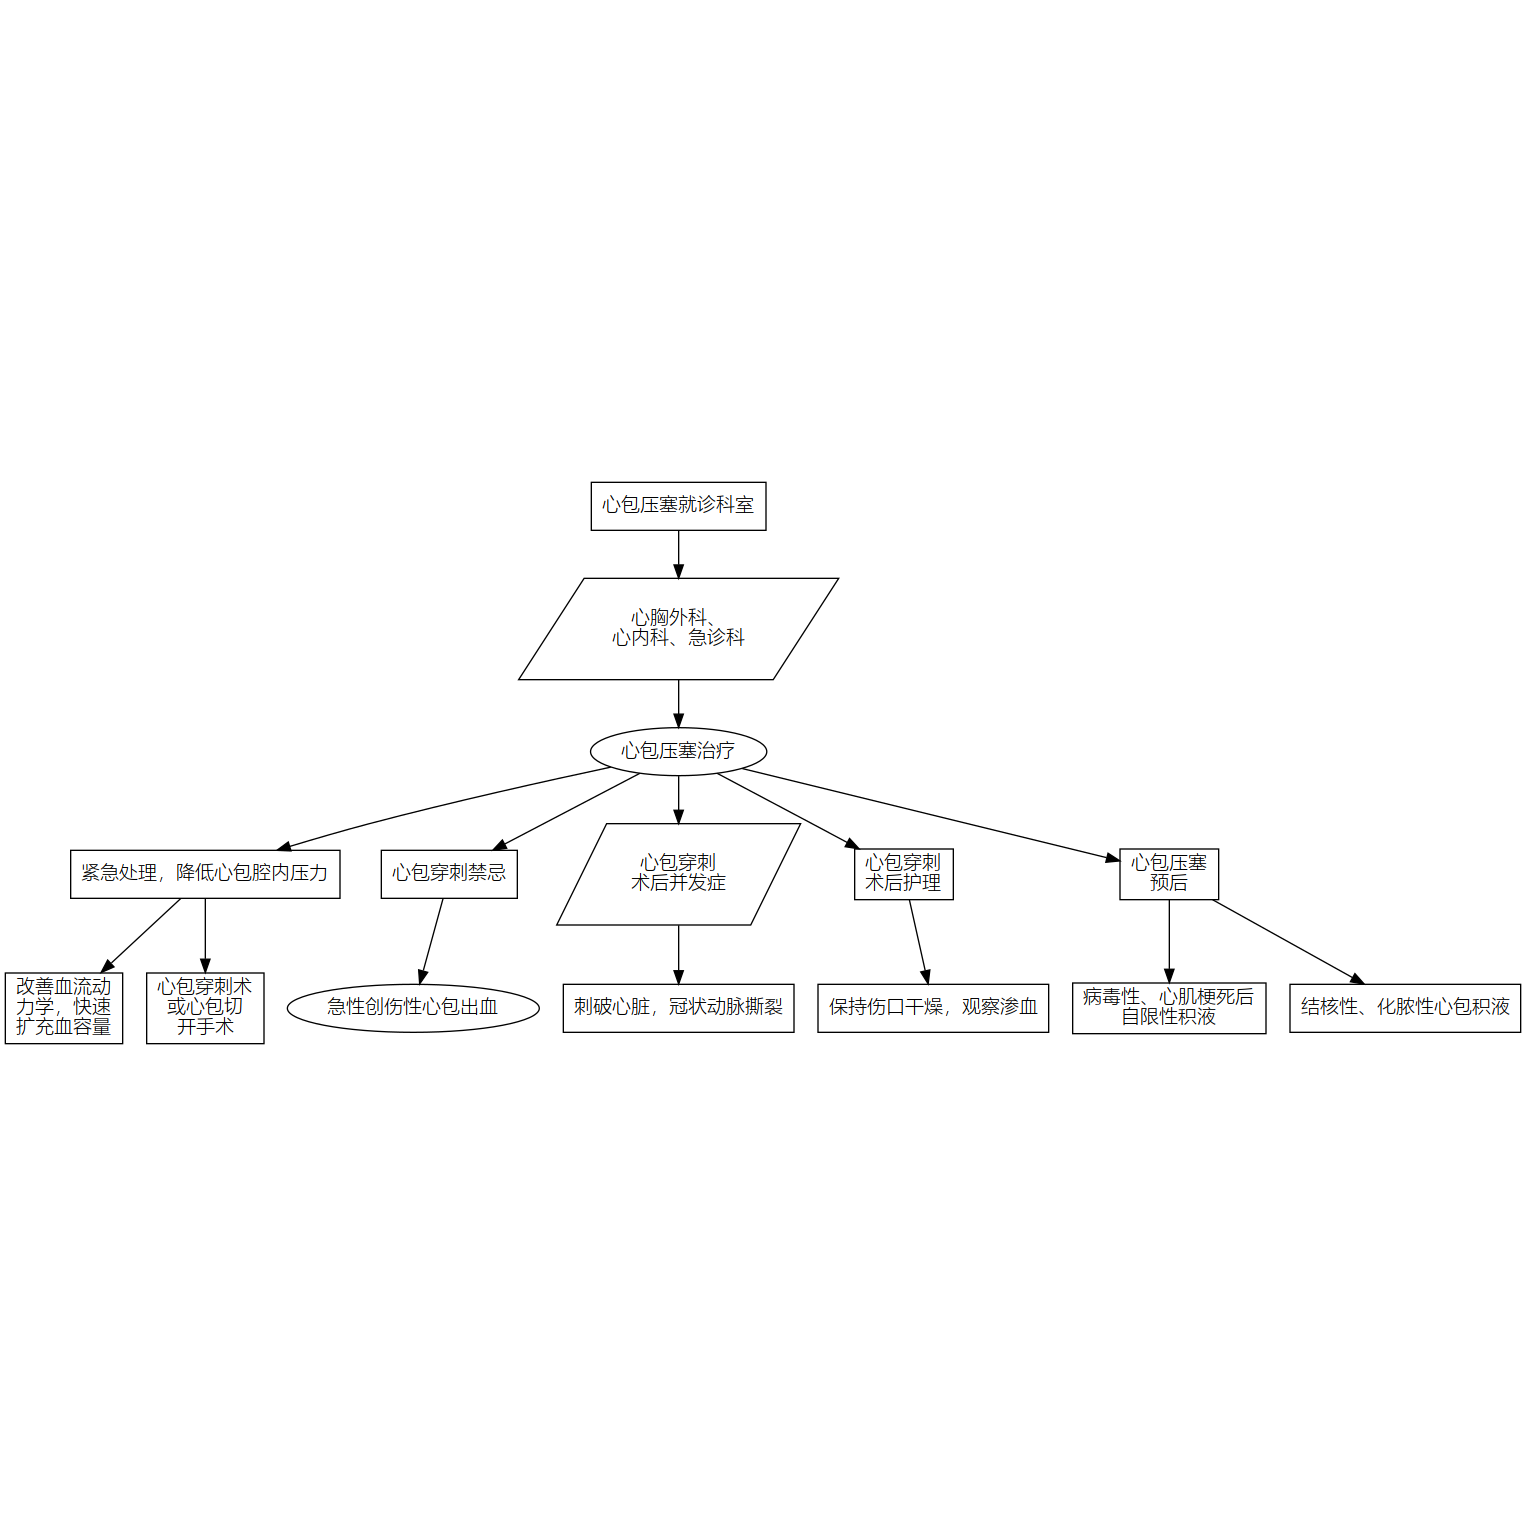 心包压塞就诊科室
心胸外科、
心内科、急诊科
心包压塞治疗
紧急处理，降低心包腔内压力
心包穿刺禁忌
心包穿刺
术后并发症
心包穿刺
术后护理
心包压塞
预后
改善血流动
力学，快速
扩充血容量
心包穿刺术
或心包切
开手术
急性创伤性心包出血
刺破心脏，冠状动脉撕裂
保持伤口干燥，观察渗血
病毒性、心肌梗死后
自限性积液
结核性、化脓性心包积液